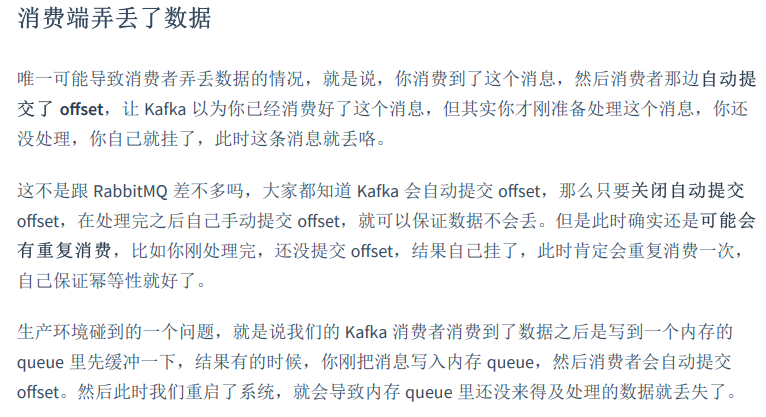 消费端弄丢了数据
唯一可能导致消费者弄丢数据的情况，就是说，你消费到了这个消息，然后消费者那边自动提
交了 offset，让 Kafka 以为你已经消费好了这个消息，但其实你才刚准备处理这个消息，你还
没处理，你自己就挂了，此时这条消息就丢咯。
这不是跟 RabbitMQ 差不多吗，大家都知道 Kafka 会自动提交 offset，那么只要关闭自动提交
offset，在处理完之后自己手动提交 offset，就可以保证数据不会丢。但是此时确实还是可能会
有重复消费，比如你刚处理完，还没提交 offset，结果自己挂了，此时肯定会重复消费一次，
自己保证幂等性就好了。
生产环境碰到的一个问题，就是说我们的 Kafka 消费者消费到了数据之后是写到一个内存的
queue 里先缓冲一下，结果有的时候，你刚把消息写入内存 queue，然后消费者会自动提交
offset。然后此时我们重启了系统，就会导致内存 queue 里还没来得及处理的数据就丢失了。